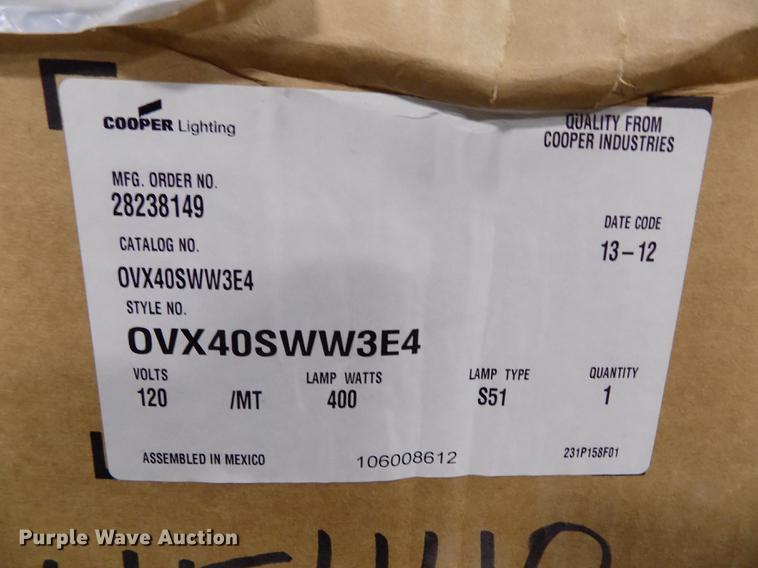 COOPER Lighting
QUALITY FROM
COOPER INDUSTRIES
MFG. ORDER NO.
28238149
DATE CODE
13-12
CATALOG NO.
OVX40SWW3E4
STYLE NO.
OVX40SWW3E4
VOLTS LAMP WATTS LAMP TYPE QUANTITY
120 /MT 400 S51 1
ASSEMBLED IN MEXICO 106008612 231P158F01
Purple Wave Auction